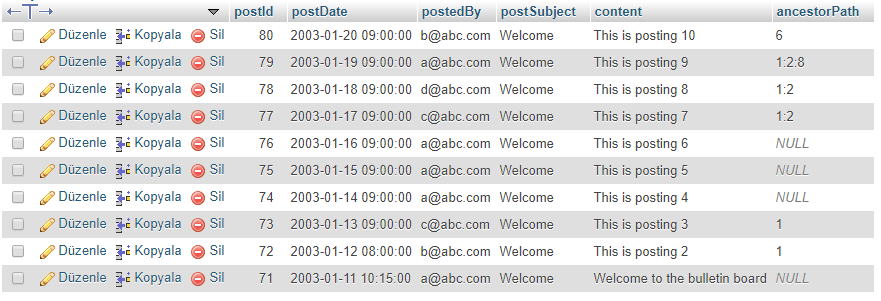 postId postDate postedBy postSubject content ancestorPath
Düzenle Kopyala Sil 80 2003-01-20 09:00:00 b@abc.com Welcome This is posting 10 6
Düzenle Kopyala Sil 79 2003-01-19 09:00:00 a@abc.com Welcome This is posting 9 1:2:8
Düzenle Kopyala Sil 78 2003-01-18 09:00:00 d@abc.com Welcome This is posting 8 1:2
Düzenle Kopyala Sil 77 2003-01-17 09:00:00 c@abc.com Welcome This is posting 7 1:2
Düzenle Kopyala Sil 76 2003-01-16 09:00:00 b@abc.com Welcome This is posting 6 NULL
Düzenle Kopyala Sil 75 2003-01-15 09:00:00 a@abc.com Welcome This is posting 5 NULL
Düzenle Kopyala Sil 74 2003-01-14 09:00:00 a@abc.com Welcome This is posting 4 NULL
Düzenle Kopyala Sil 73 2003-01-13 09:00:00 c@abc.com Welcome This is posting 3 1
Düzenle Kopyala Sil 72 2003-01-12 08:00:00 b@abc.com Welcome This is posting 2 1
Düzenle Kopyala Sil 71 2003-01-11 10:15:00 a@abc.com Welcome Welcome to the bulletin board NULL